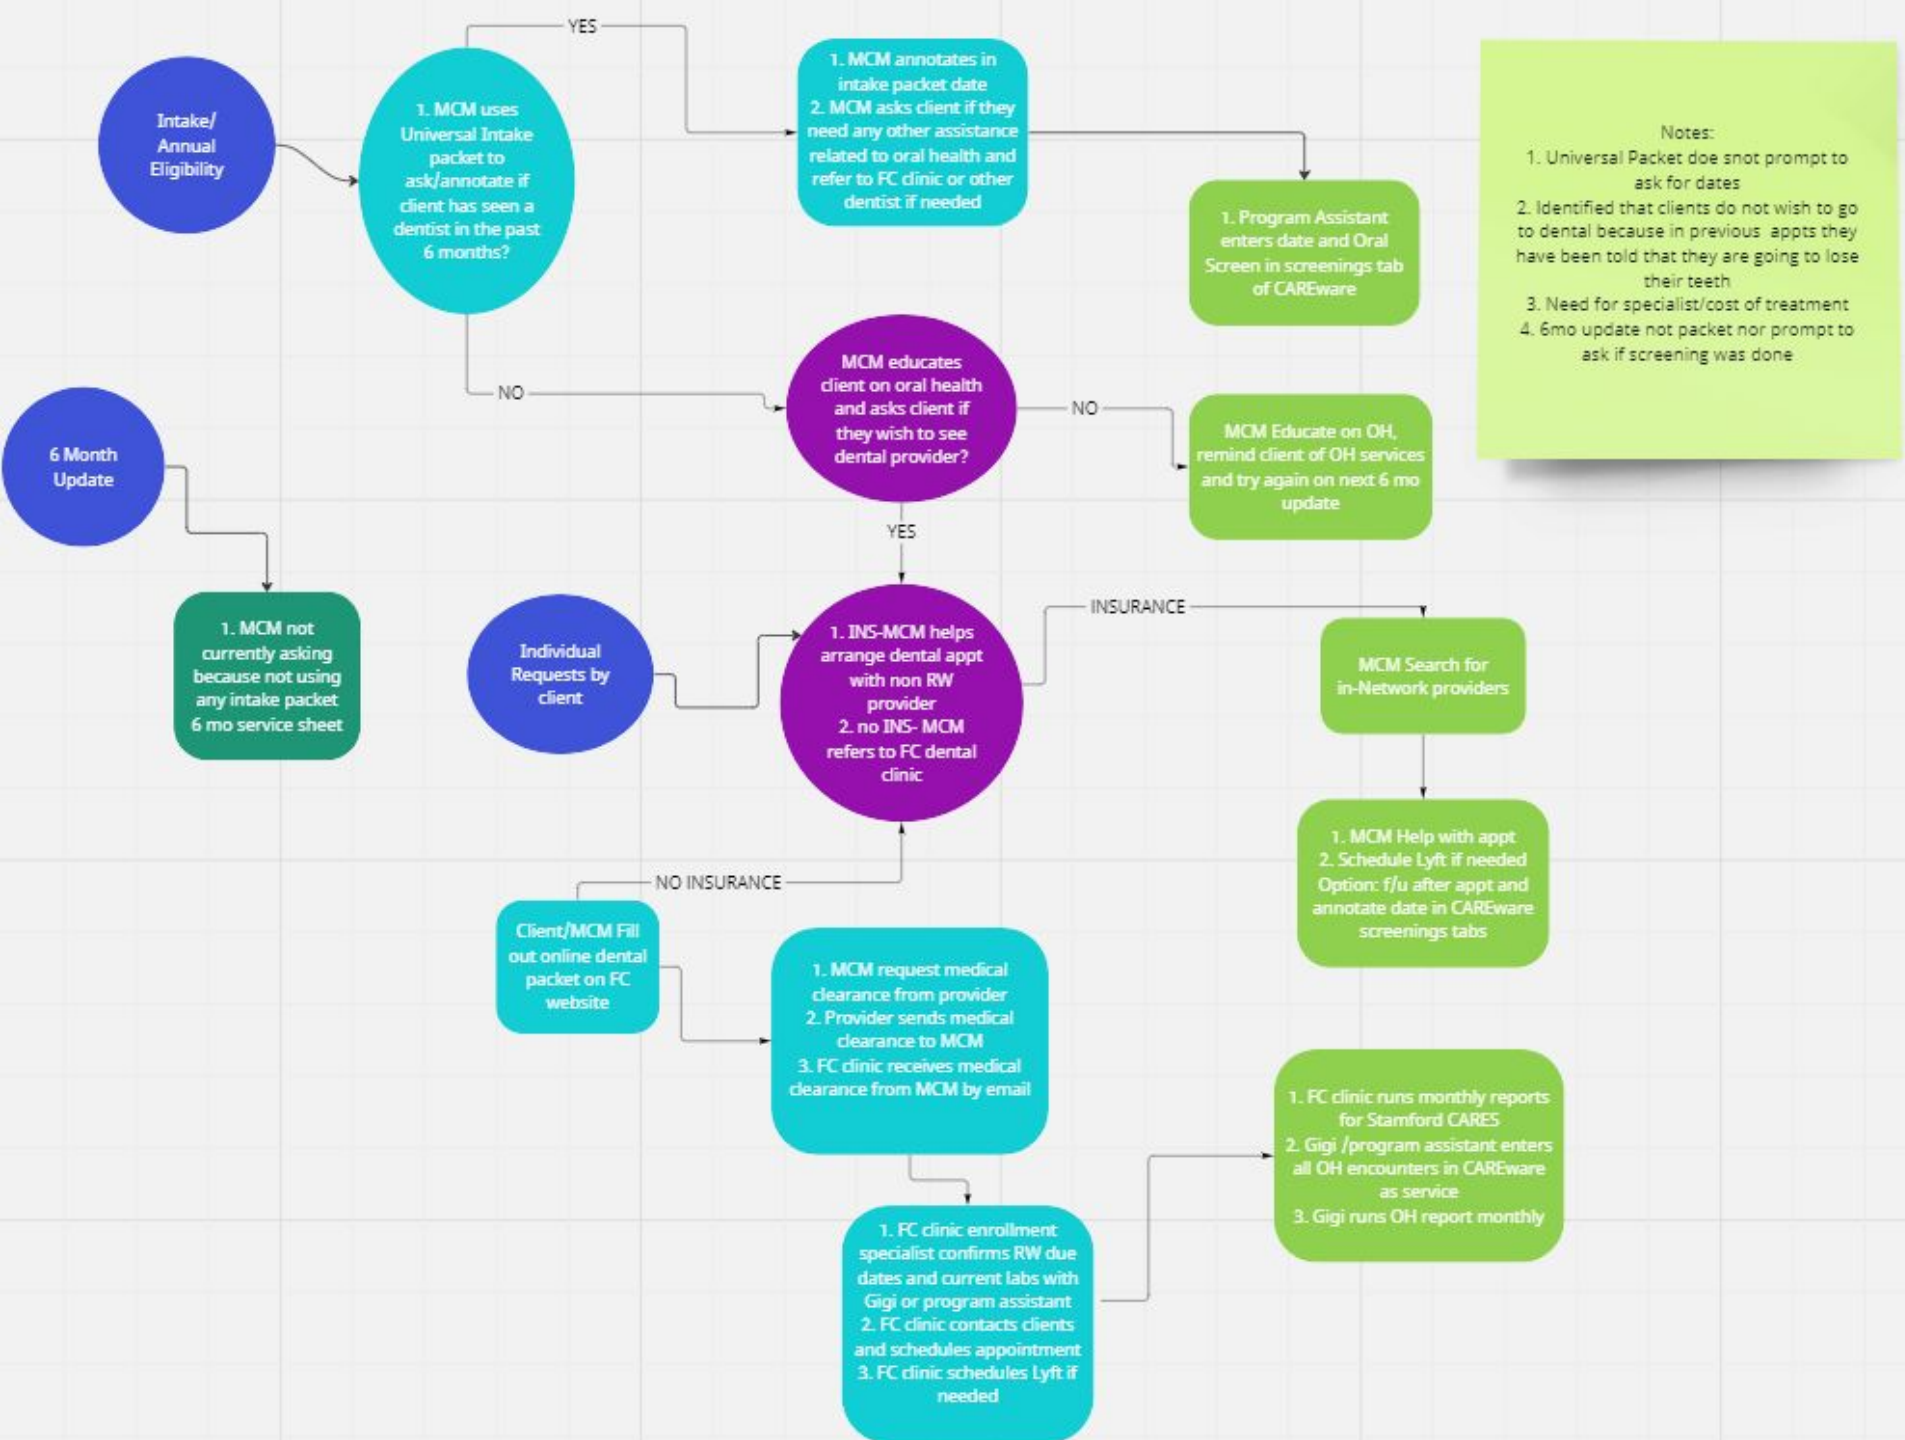 YES
Intake/
Annual
Eligibility
1. MCM uses
Universal Intake
packet to
ask/annotate if
client has seen a
dentist in the past
6 months?
1. MCM annotates in
intake packet date
2. MCM asks client if they
need any other assistance
related to oral health and
refer to FC clinic or other
dentist if needed
1. Program Assistant
enters date and Oral
Screen in screenings tab
of CAREware
Notes:
1. Universal Packet doe snot prompt to
ask for dates
2. Identified that clients do not wish to go
to dental because in previous appts they
have been told that they are going to lose
their teeth
3. Need for specialist/cost of treatment
4. 6mo update not packet nor prompt to
ask if screening was done
NO
MCM educates
client on oral health
and asks client if
they wish to see
dental provider?
NO
MCM Educate on OH,
remind client of OH services
and try again on next 6 mo
update
6 Month
Update
1. MCM not
currently asking
because not using
any intake packet
6 mo service sheet
YES
Individual
Requests by
client
1. INS-MCM helps
arrange dental appt
with non RW
provider
2. no INS- MCM
refers to FC dental
clinic
INSURANCE
MCM Search for
in-Network providers
1. MCM Help with appt
2. Schedule Lyft if needed
Option: f/u after appt and
annotate date in CAREware
screenings tabs
NO INSURANCE
Client/MCM Fill
out online dental
packet on FC
website
1. MCM request medical
clearance from provider
2. Provider sends medical
clearance to MCM
3. FC clinic receives medical
clearance from MCM by email
1. FC clinic enrollment
specialist confirms RW due
dates and current labs with
Gigi or program assistant
2. FC clinic contacts clients
and schedules appointment
3. FC clinic schedules Lyft if
needed
1. FC clinic runs monthly reports
for Stamford CARES
2. Gigi /program assistant enters
all OH encounters in CAREware
as service
3. Gigi runs OH report monthly